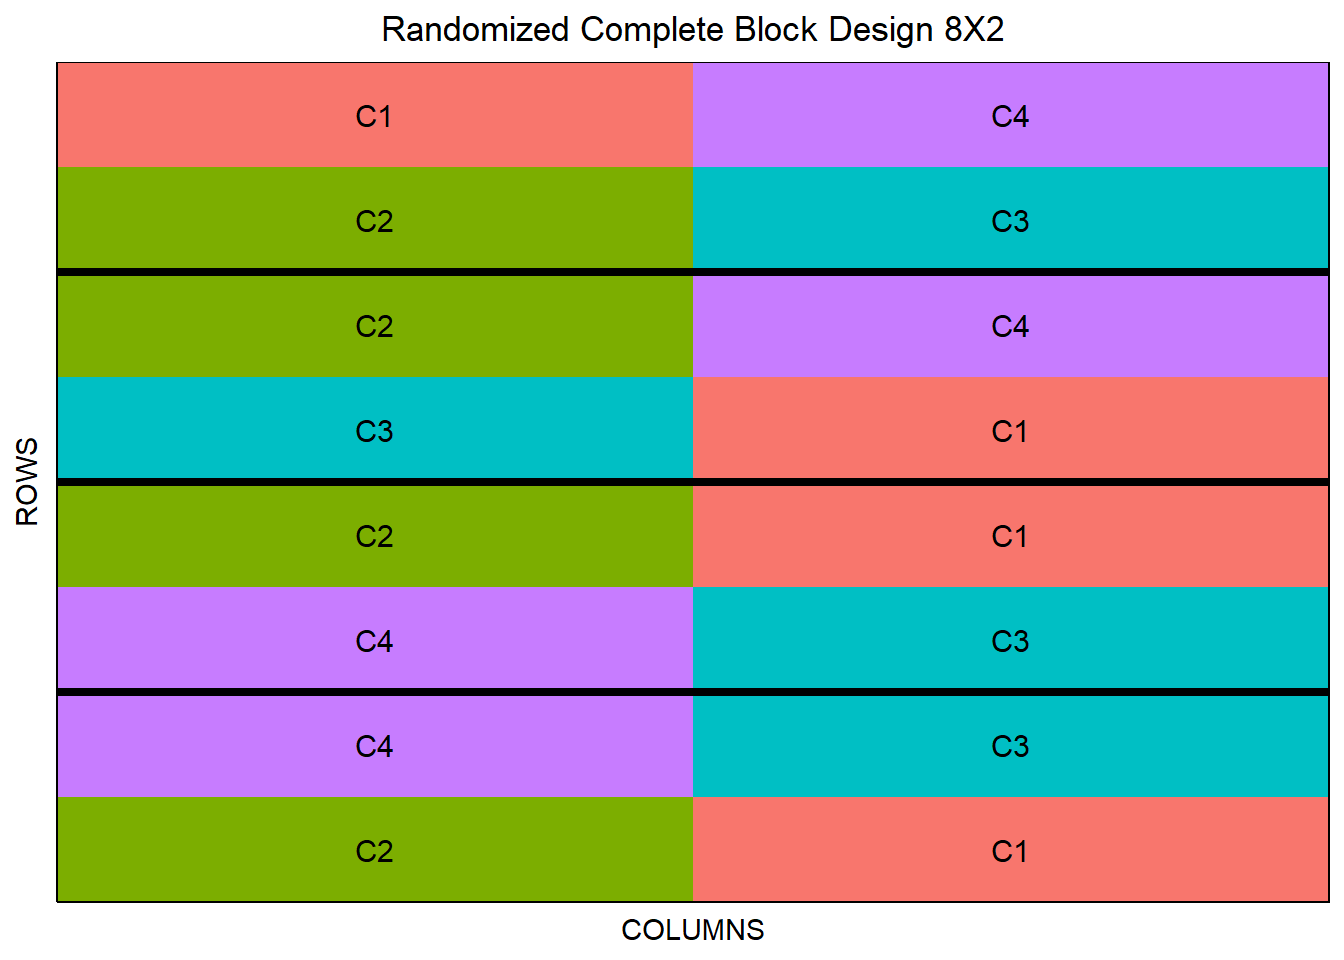 Randomized Complete Block Design 8X2
C1 C4
C2 C3
C2 C4
C3 C1
ROWS
C2 C1
C4 C3
C4 C3
C2 C1
COLUMNS